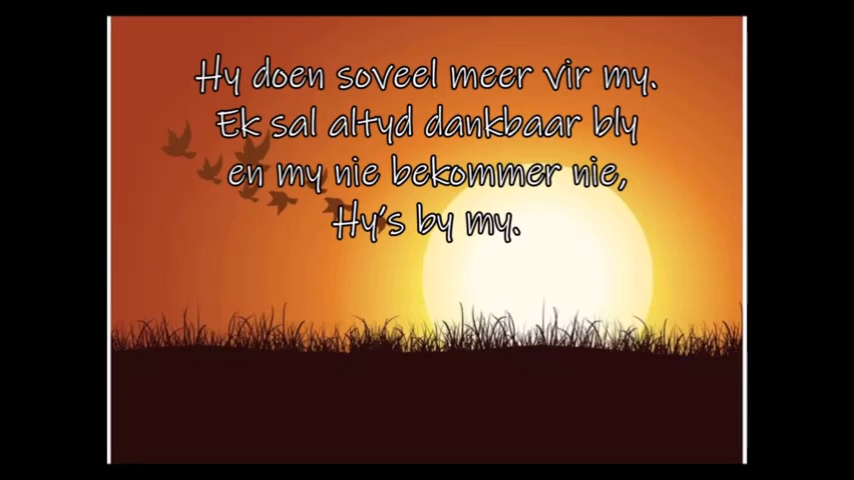 Hy doen soveel meer vir my.
Ek sal altyd dankbaar bly
en my nie bekommer nie,
Hy's by my.